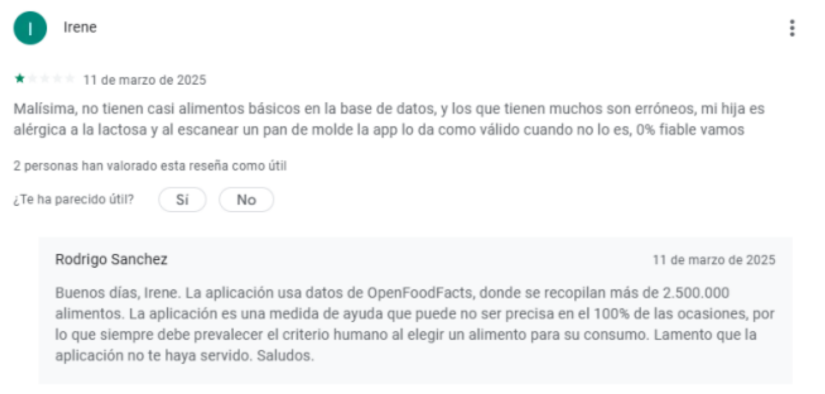 I Irene
11 de marzo de 2025
Malísima, no tienen casi alimentos básicos en la base de datos, y los que tienen muchos son erróneos, mi hija es
alérgica a la lactosa y al escanear un pan de molde la app lo da como válido cuando no lo es, 0% fiable vamos
2 personas han valorado esta reseña como útil
¿Te ha parecido útil? Sí No
Rodrigo Sanchez 11 de marzo de 2025
Buenos días, Irene. La aplicación usa datos de OpenFoodFacts, donde se recopilan más de 2.500.000
alimentos. La aplicación es una medida de ayuda que puede no ser precisa en el 100% de las ocasiones, por
lo que siempre debe prevalecer el criterio humano al elegir un alimento para su consumo. Lamento que la
aplicación no te haya servido. Saludos.